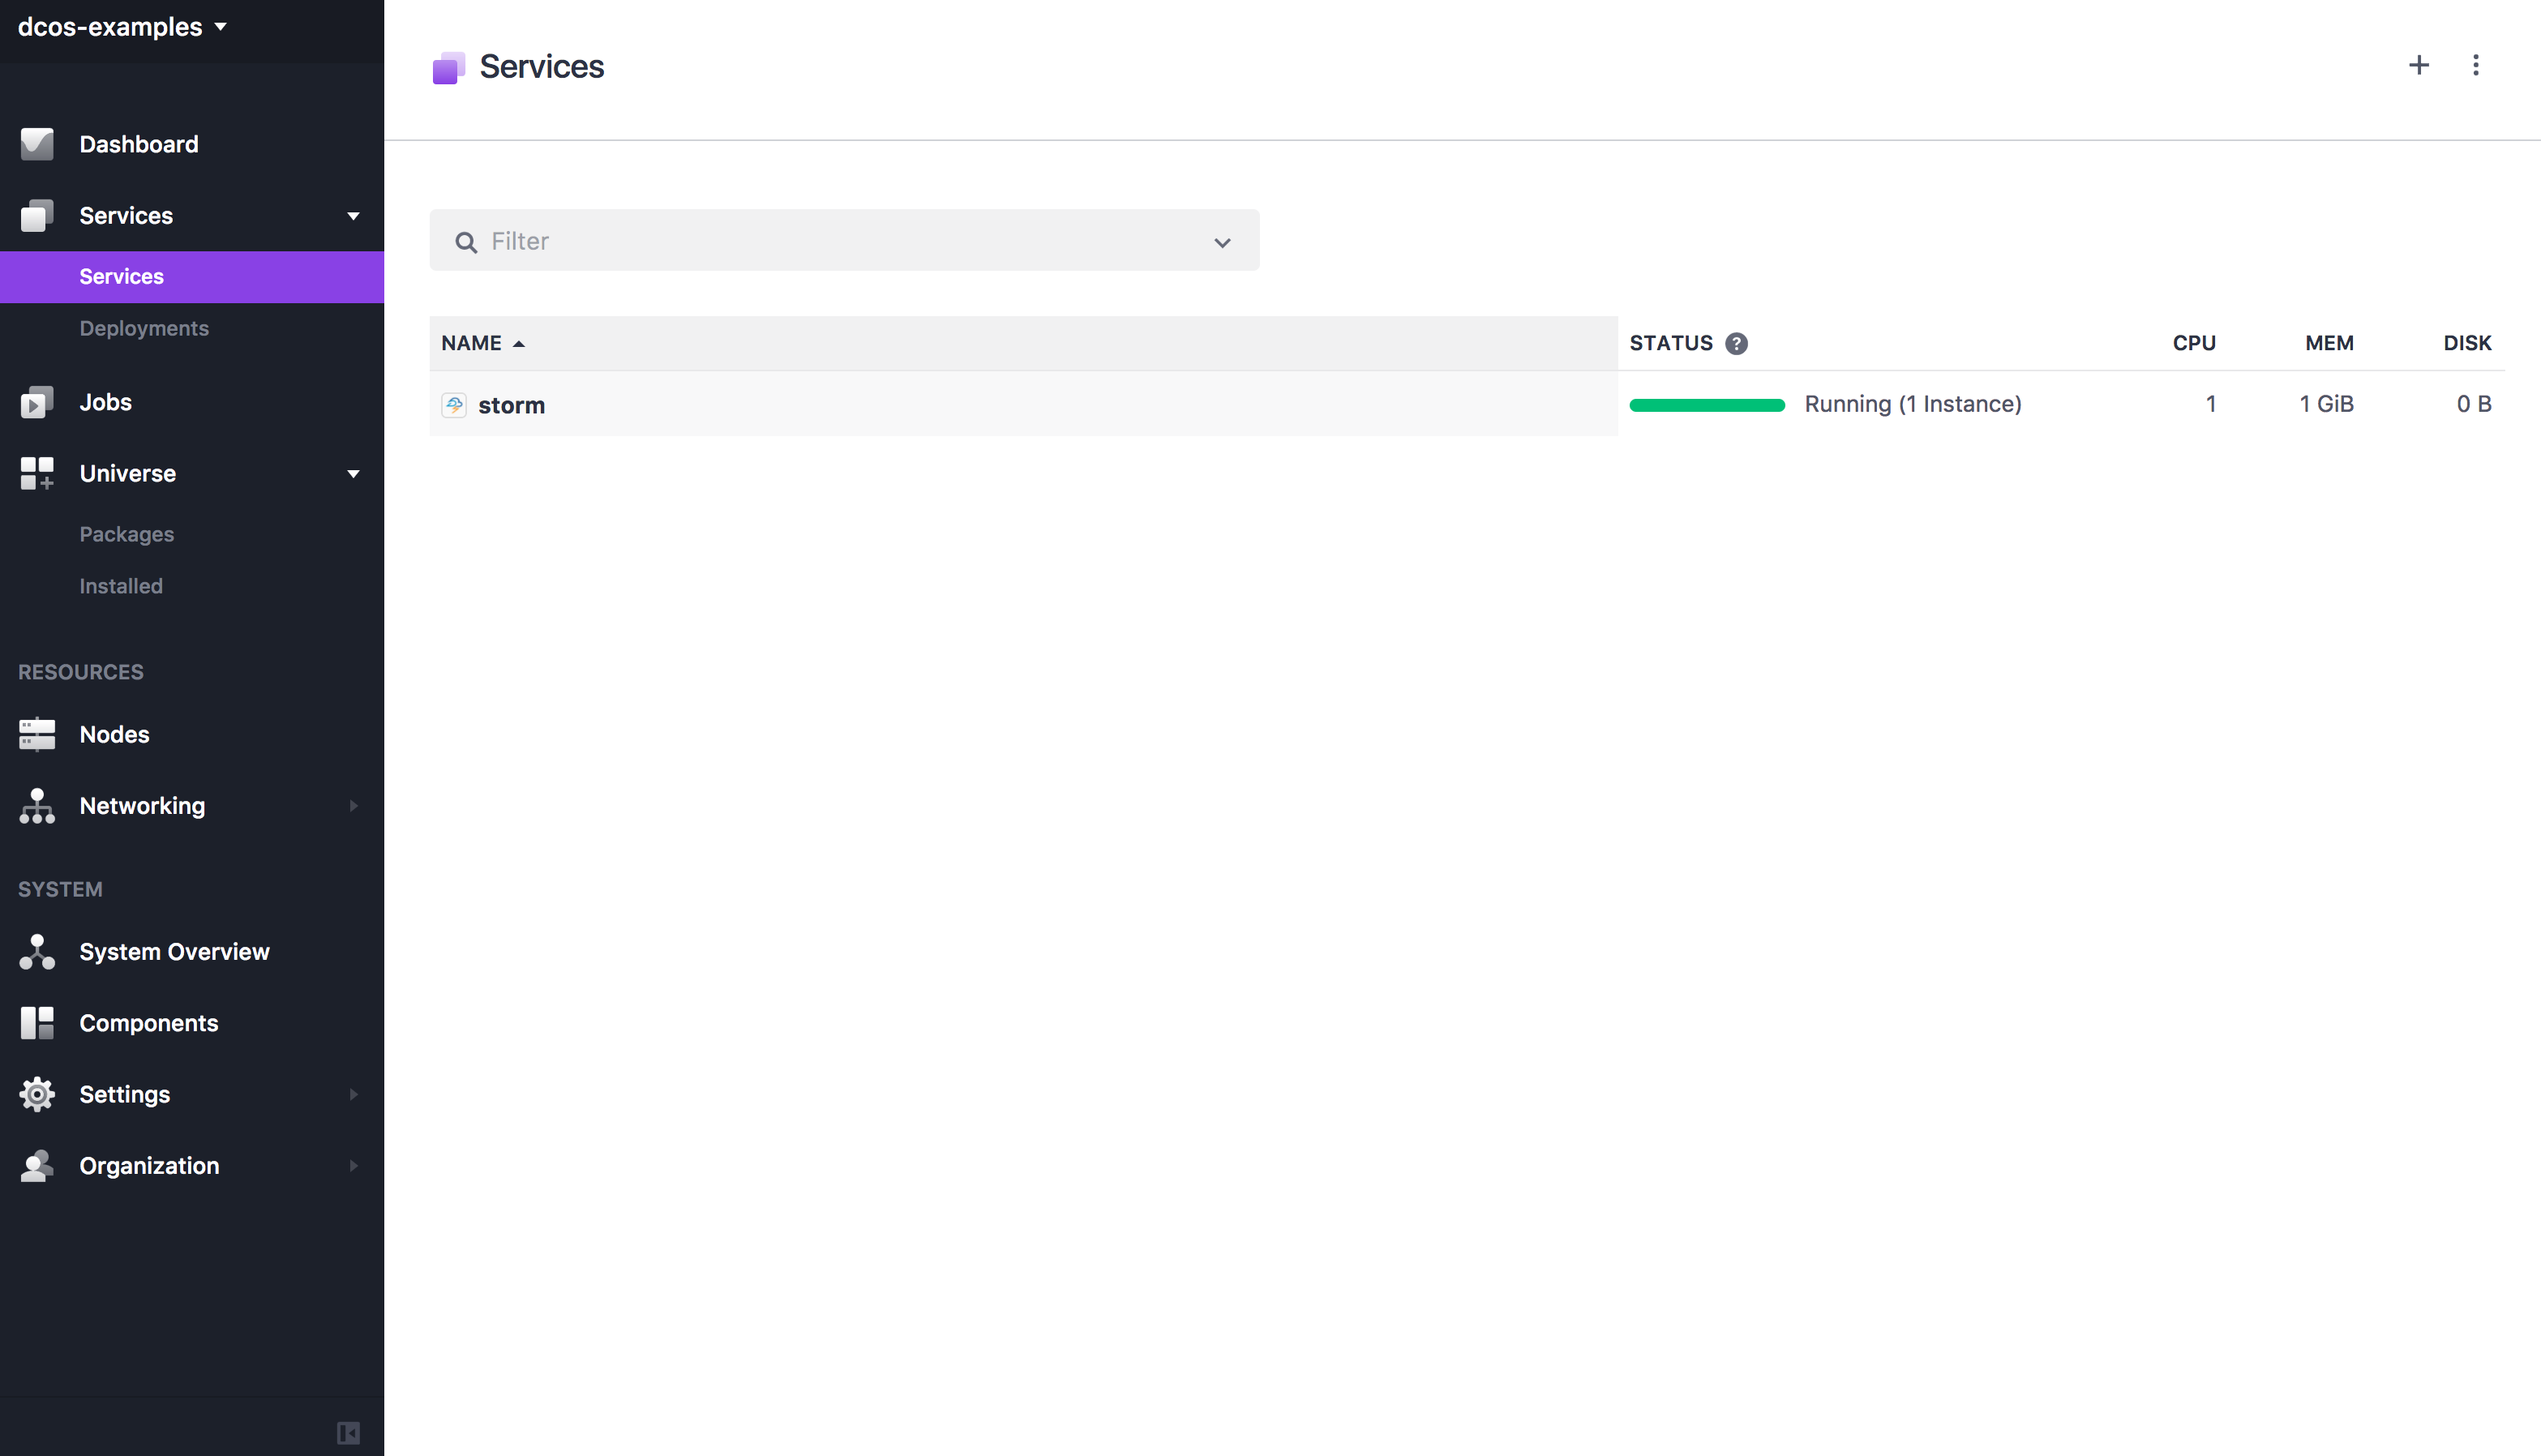 dcos-examples
Dashboard
Services
Services
Deployments
Jobs
Universe
Packages
Installed
RESOURCES
Nodes
Networking
SYSTEM
System Overview
Components
Settings
Organization
Services
Filter
NAME STATUS ? CPU MEM DISK
storm Running (1 Instance) 1 1 GiB 0 B